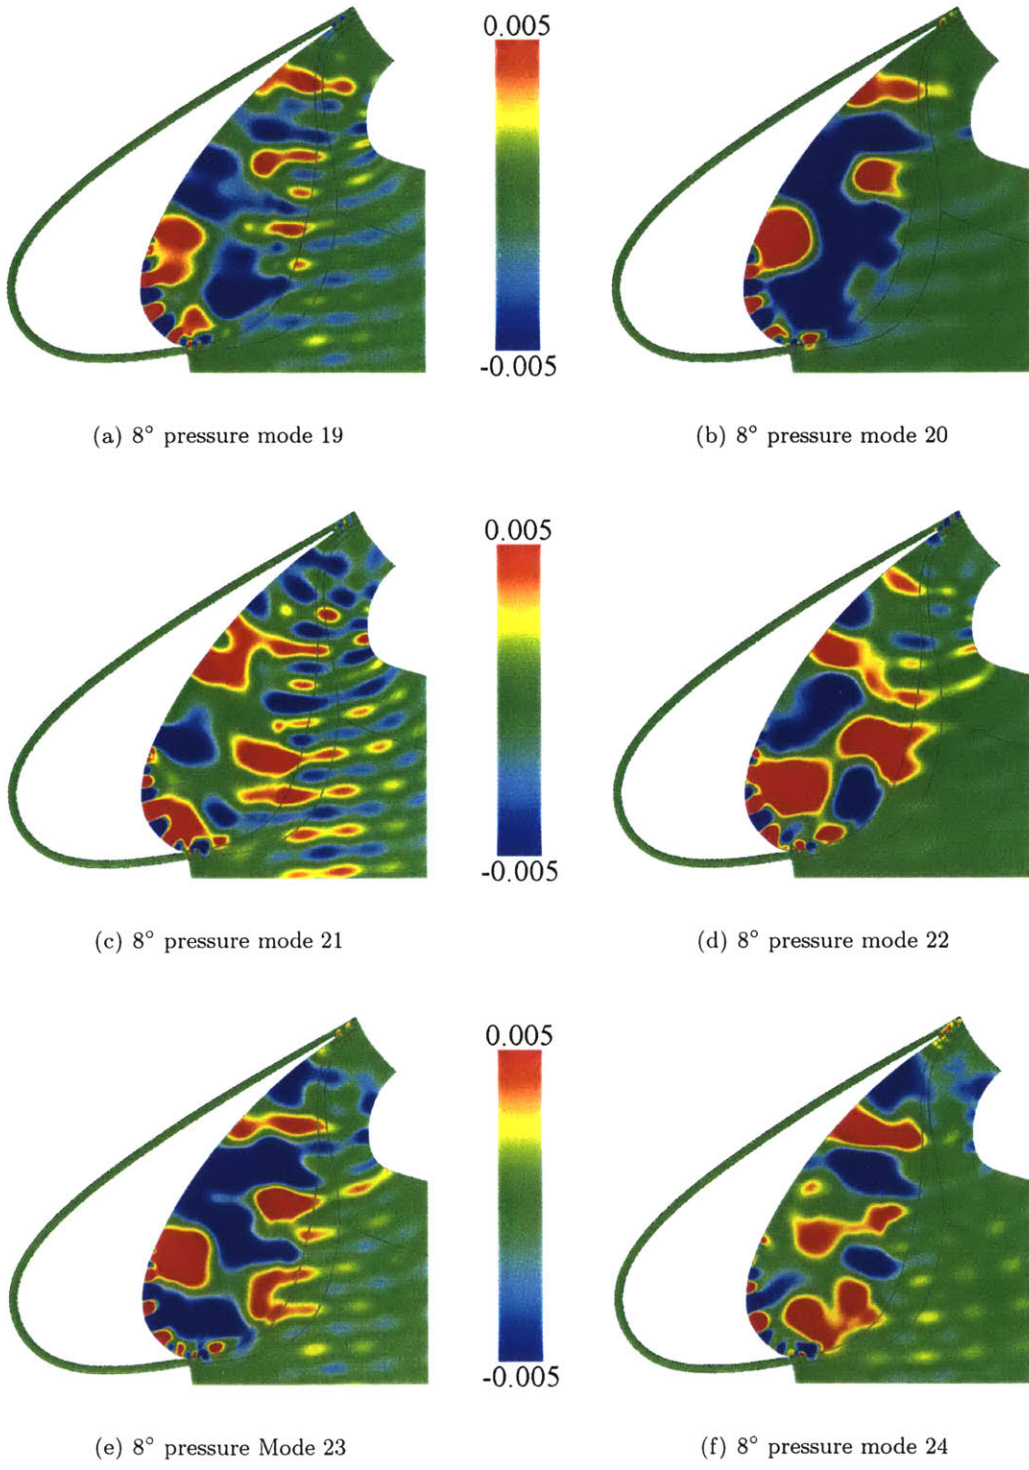 0.005
-0.005
(a) 8° pressure mode 19
(b) 8° pressure mode 20
0.005
-0.005
(c) 8° pressure mode 21
(d) 8° pressure mode 22
0.005
-0.005
(e) 8° pressure Mode 23
(f) 8° pressure mode 24